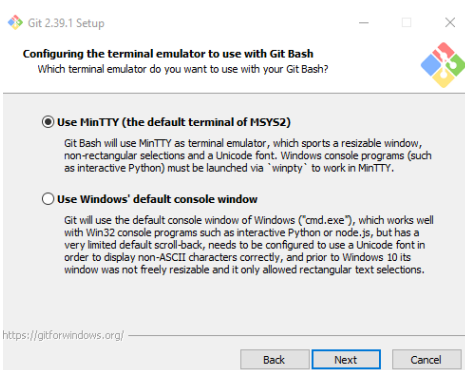 Git 2.39.1 Setup
Configuring the terminal emulator to use with Git Bash
Which terminal emulator do you want to use with your Git Bash?
Use MinTTY (the default terminal of MSYS2)
Git Bash will use MinTTY as terminal emulator, which sports a resizable window,
non-rectangular selections and a Unicode font. Windows console programs (such
as interactive Python) must be launched via `winpty` to work in MinTTY.
Use Windows' default console window
Git will use the default console window of Windows ("cmd.exe"), which works well
with Win32 console programs such as interactive Python or node.js, but has a
very limited default scroll-back, needs to be configured to use a Unicode font in
order to display non-ASCII characters correctly, and prior to Windows 10 its
window was not freely resizable and it only allowed rectangular text selections.
https://gitforwindows.org/
Back Next Cancel